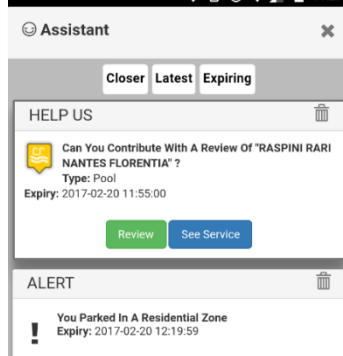 Assistant
Closer Latest Expiring
HELP US
Can You Contribute With A Review Of "RASPINI RARI
NANTES FLORENTIA" ?
Type: Pool
Expiry: 2017-02-20 11:55:00
Review See Service
ALERT
You Parked In A Residential Zone
Expiry: 2017-02-20 12:19:59